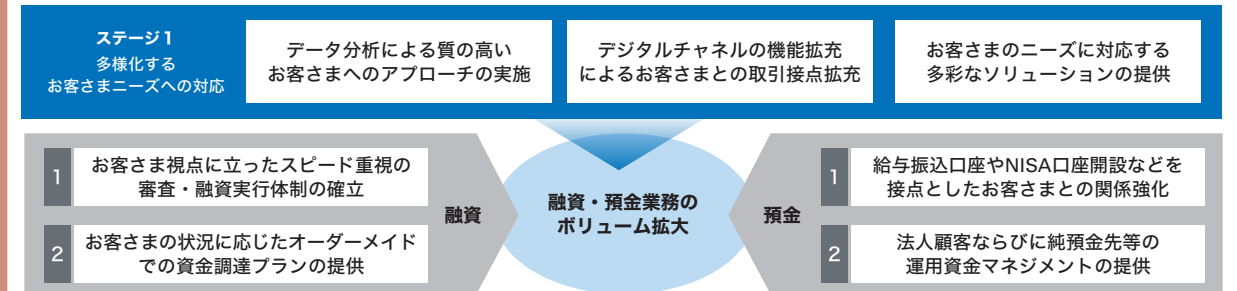 ステージ1
多様化する
お客さまニーズへの対応
データ分析による質の高い
お客さまへのアプローチの実施
デジタルチャネルの機能拡充
によるお客さまとの取引接点拡充
お客さまのニーズに対応する
多彩なソリューションの提供
1
お客さま視点に立ったスピード重視の
審査・融資実行体制の確立
2
お客さまの状況に応じたオーダーメイド
での資金調達プランの提供
融資
融資・預金業務の
ボリューム拡大
預金
1
給与振込口座やNISA口座開設などを
接点としたお客さまとの関係強化
2
法人顧客ならびに純預金先等の
運用資金マネジメントの提供